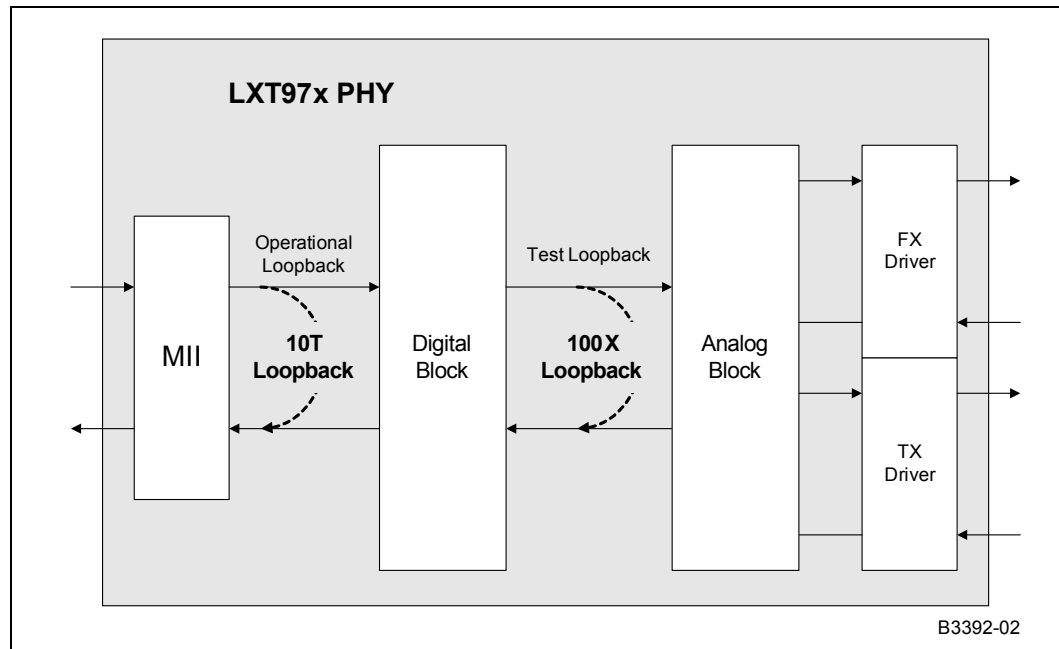 LXT97x PHY
MII
Operational
Loopback
10T
Loopback
Digital
Block
Test Loopback
100X
Loopback
Analog
Block
FX
Driver
TX
Driver
B3392-02